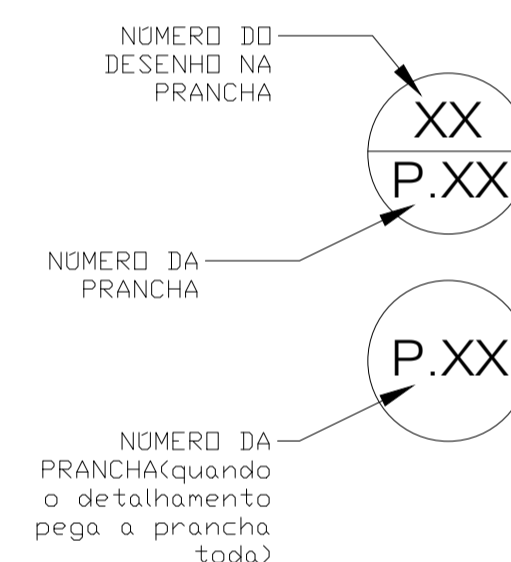 NÚMERO DO
DESENHO NA
PRANCHA
XX
P.XX
NÚMERO DA
PRANCHA
P.XX
NÚMERO DA
PRANCHA(quando
o detalhamento
pega a prancha
toda)